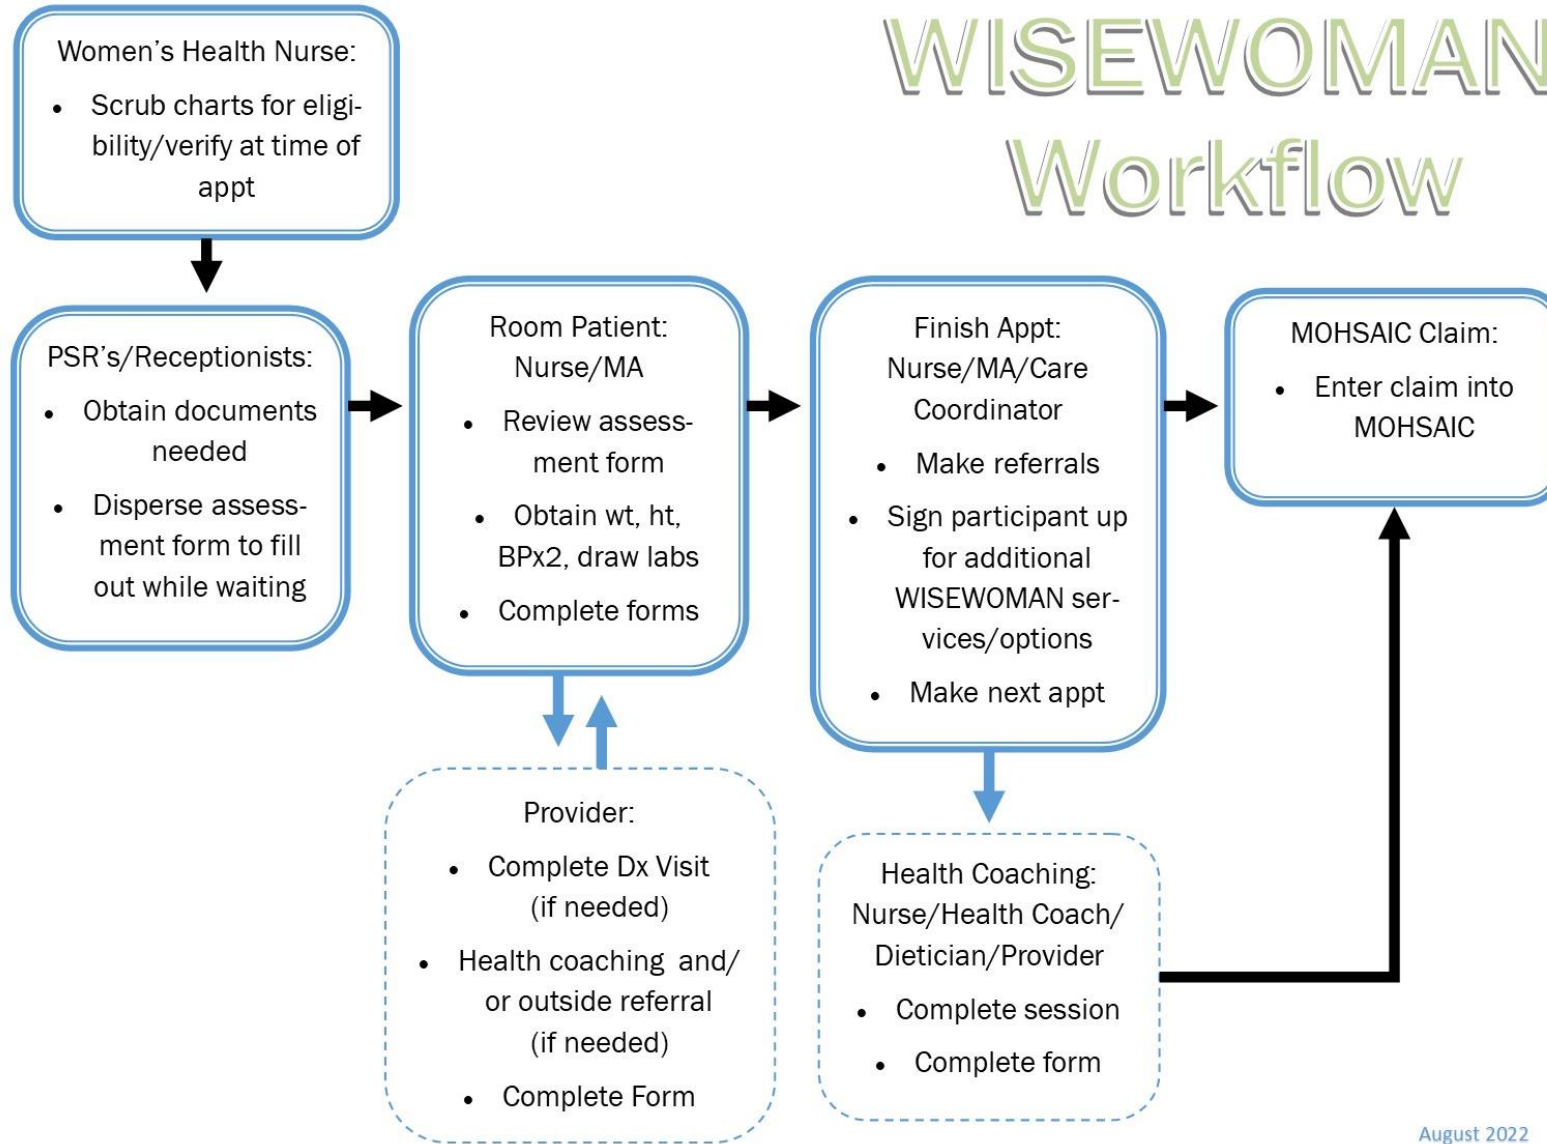 WISEWOMAN
Workflow
Women's Health Nurse:
• Scrub charts for eligi-
bility/verify at time of
appt
PSR's/Receptionists:
• Obtain documents
needed
• Disperse assess-
ment form to fill
out while waiting
Room Patient:
Nurse/MA
• Review assess-
ment form
• Obtain wt, ht,
BPx2, draw labs
• Complete forms
Provider:
• Complete Dx Visit
(if needed)
• Health coaching and/
or outside referral
(if needed)
• Complete Form
Finish Appt:
Nurse/MA/Care
Coordinator
• Make referrals
• Sign participant up
for additional
WISEWOMAN ser-
vices/options
• Make next appt
Health Coaching:
Nurse/Health Coach/
Dietician/Provider
• Complete session
• Complete form
MOHSAIC Claim:
• Enter claim into
MOHSAIC
August 2022